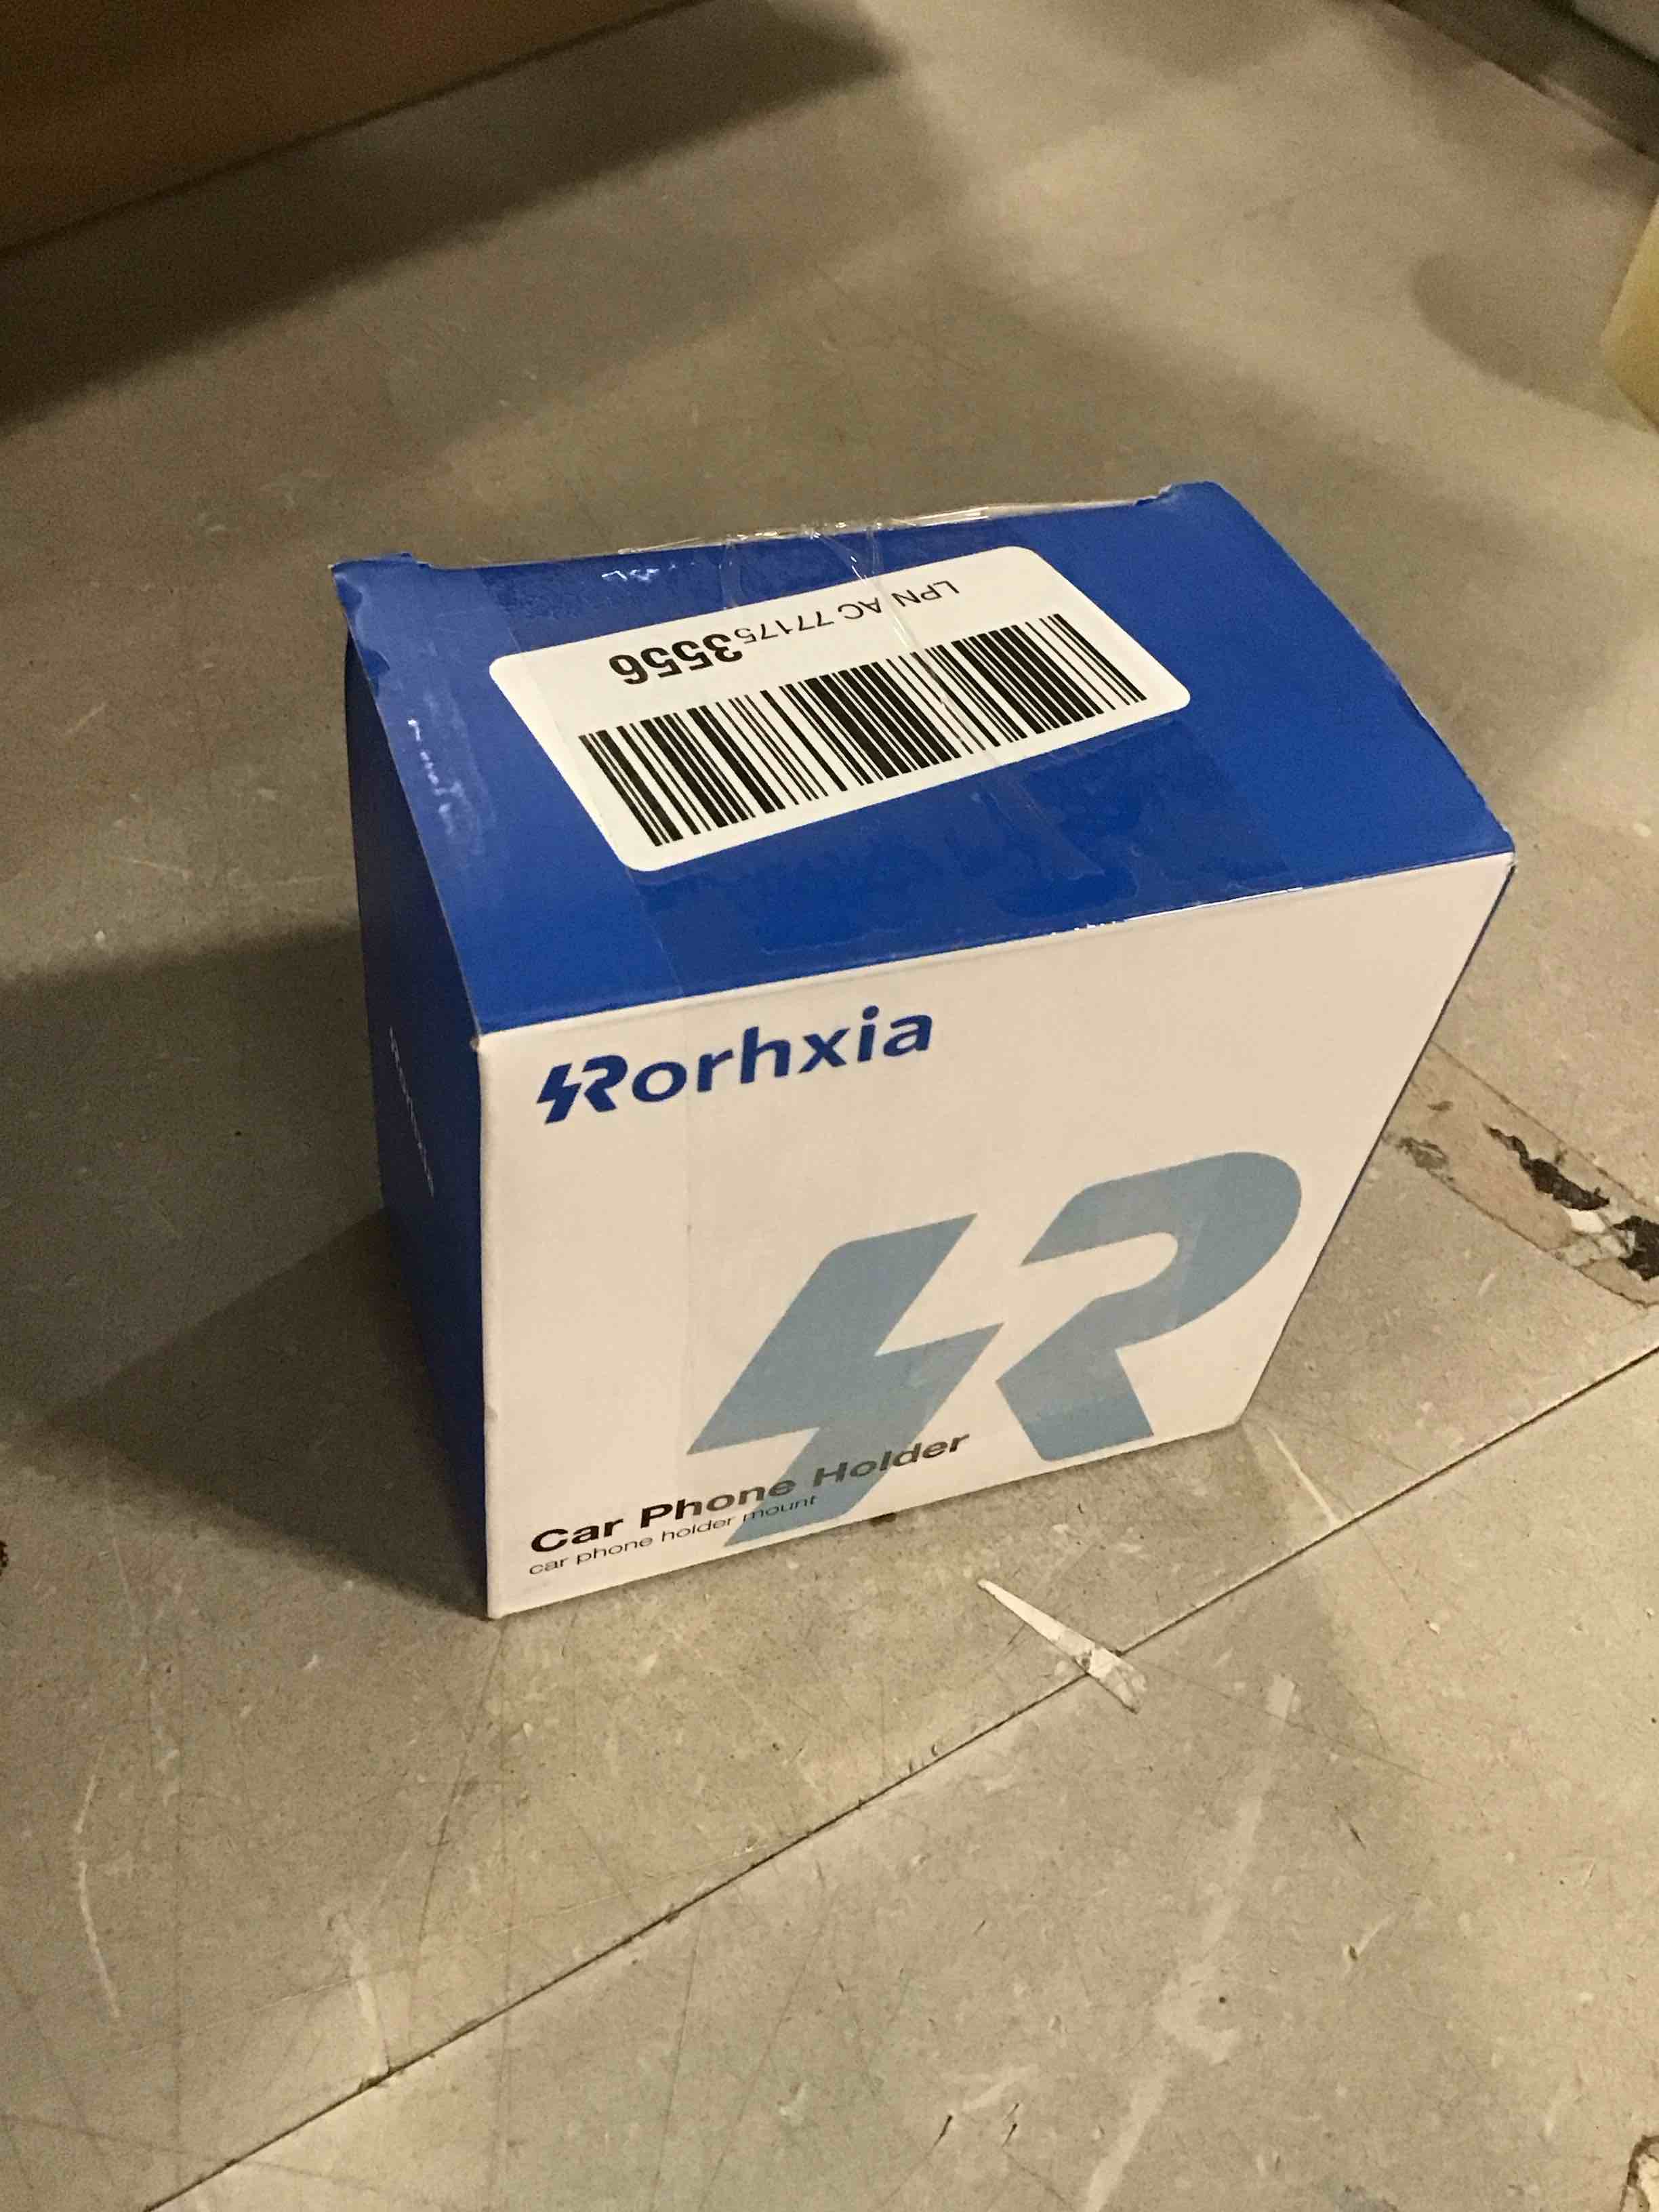 LPN AC 771753556
Rorhxia
Car Phone Holder
car phone holder mount